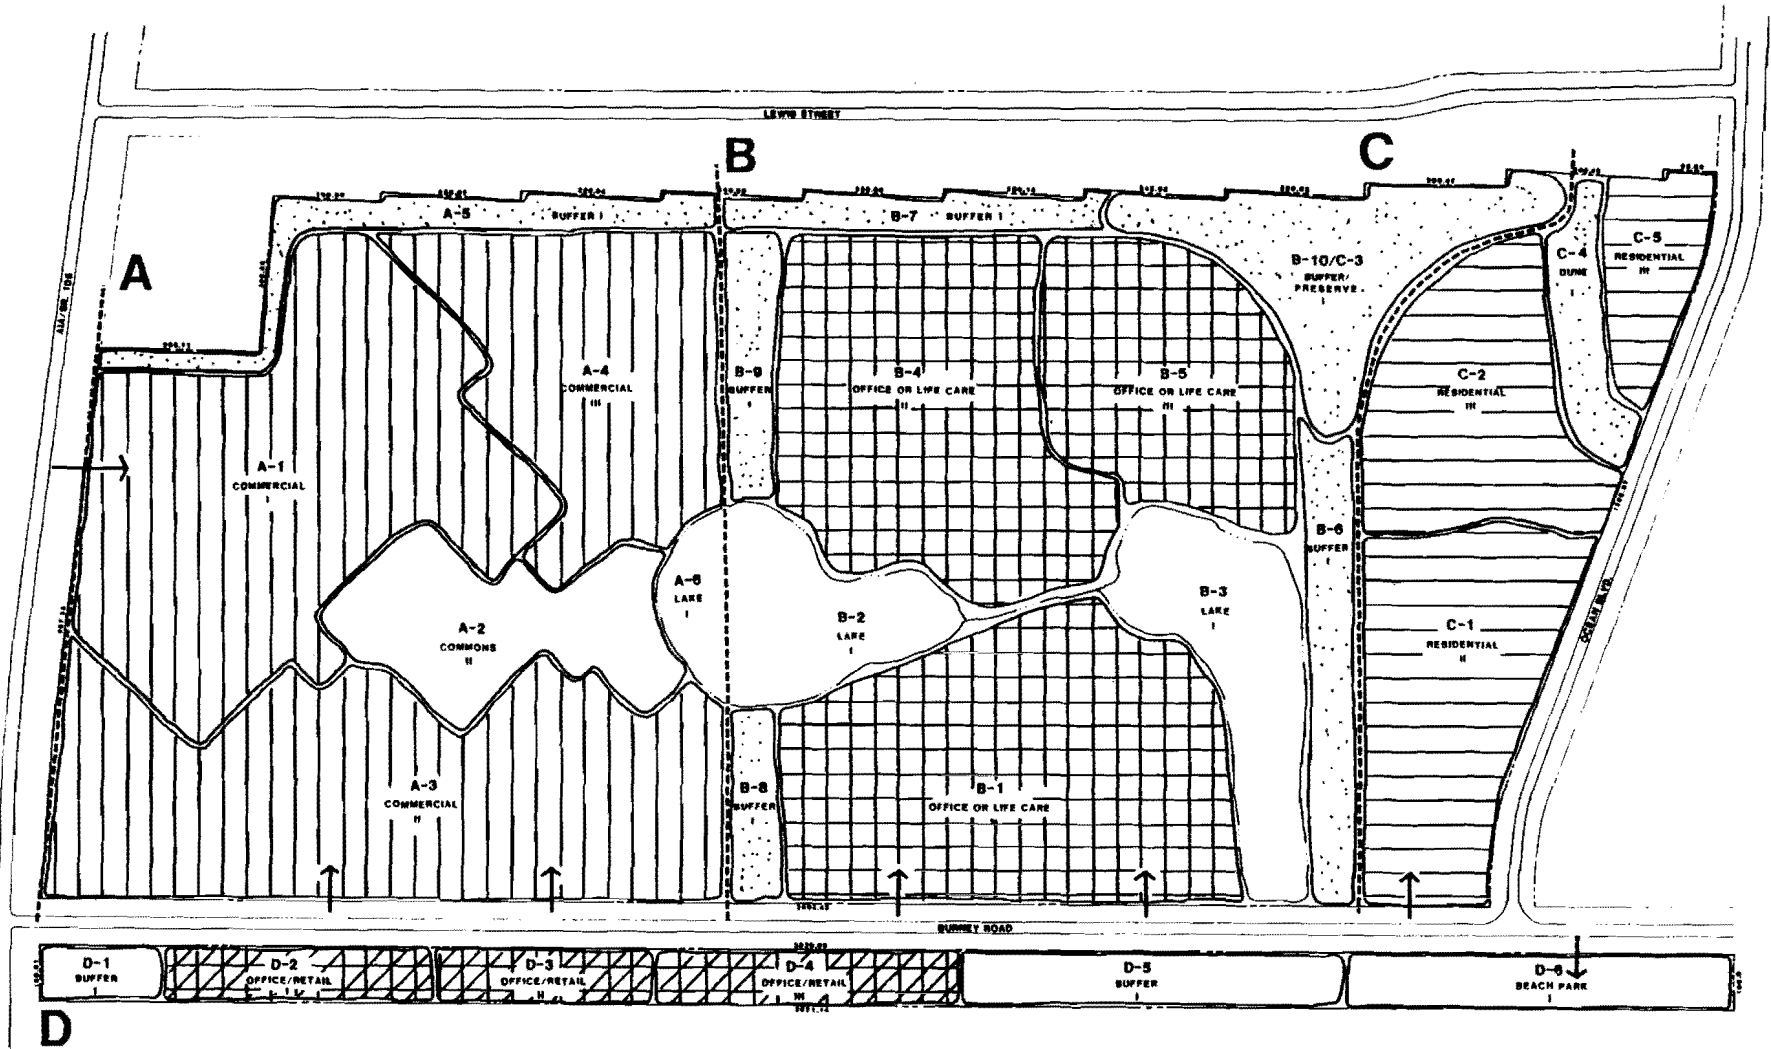 LEWIS STREET
B
C
A
A1A/SR. 105
A-5
BUFFER I
B-7
BUFFER I
B-10/C-3
BUFFER/
PRESERVE
I
C-4
DUNE
I
C-5
RESIDENTIAL
III
A-4
COMMERCIAL
III
B-9
BUFFER
I
B-4
OFFICE OR LIFE CARE
II
B-5
OFFICE OR LIFE CARE
III
C-2
RESIDENTIAL
III
A-1
COMMERCIAL
I
B-6
BUFFER
A-6
LAKE
I
B-2
LAKE
I
B-3
LAKE
I
A-2
COMMONS
II
C-1
RESIDENTIAL
II
OCEAN BLVD.
A-3
COMMERCIAL
II
B-8
BUFFER
I
B-1
OFFICE OR LIFE CARE
BURNEY ROAD
D-1
BUFFER
I
D-2
OFFICE/RETAIL
D-3
OFFICE/RETAIL
II
D-4
OFFICE/RETAIL
III
D-5
BUFFER
I
D-6
BEACH PARK
I
D